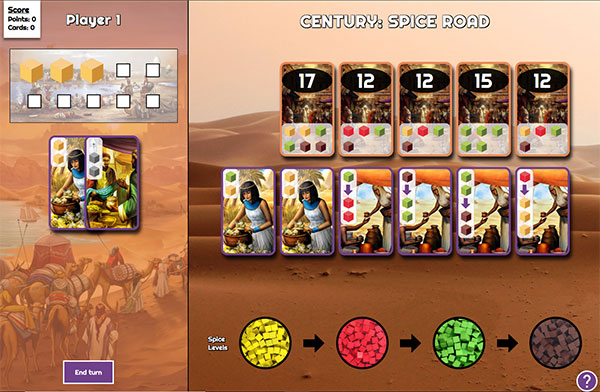 Score
Points: 0
Cards: 0
Player 1
CENTURY: SPICE ROAD
17
12
12
15
12
Spice
Levels
End turn
?